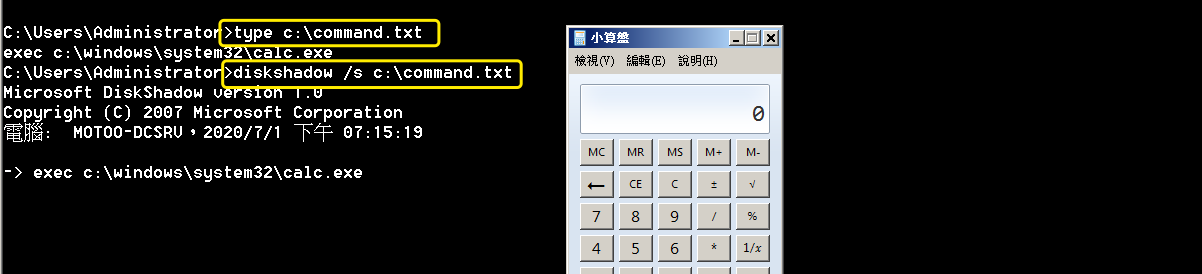 C:\Users\Administrator>type c:\command.txt
exec c:\windows\system32\calc.exe
C:\Users\Administrator>diskshadow /s c:\command.txt
Microsoft DiskShadow version 1.0
Copyright (C) 2007 Microsoft Corporation
電腦: MOTOO-DCSRV，2020/7/1 下午 07:15:19
-> exec c:\windows\system32\calc.exe
小算盤
檢視(V) 編輯(E) 說明(H)
0
MC MR MS M+ M-
← CE C ± √
7 8 9 / %
4 5 6 * 1/x